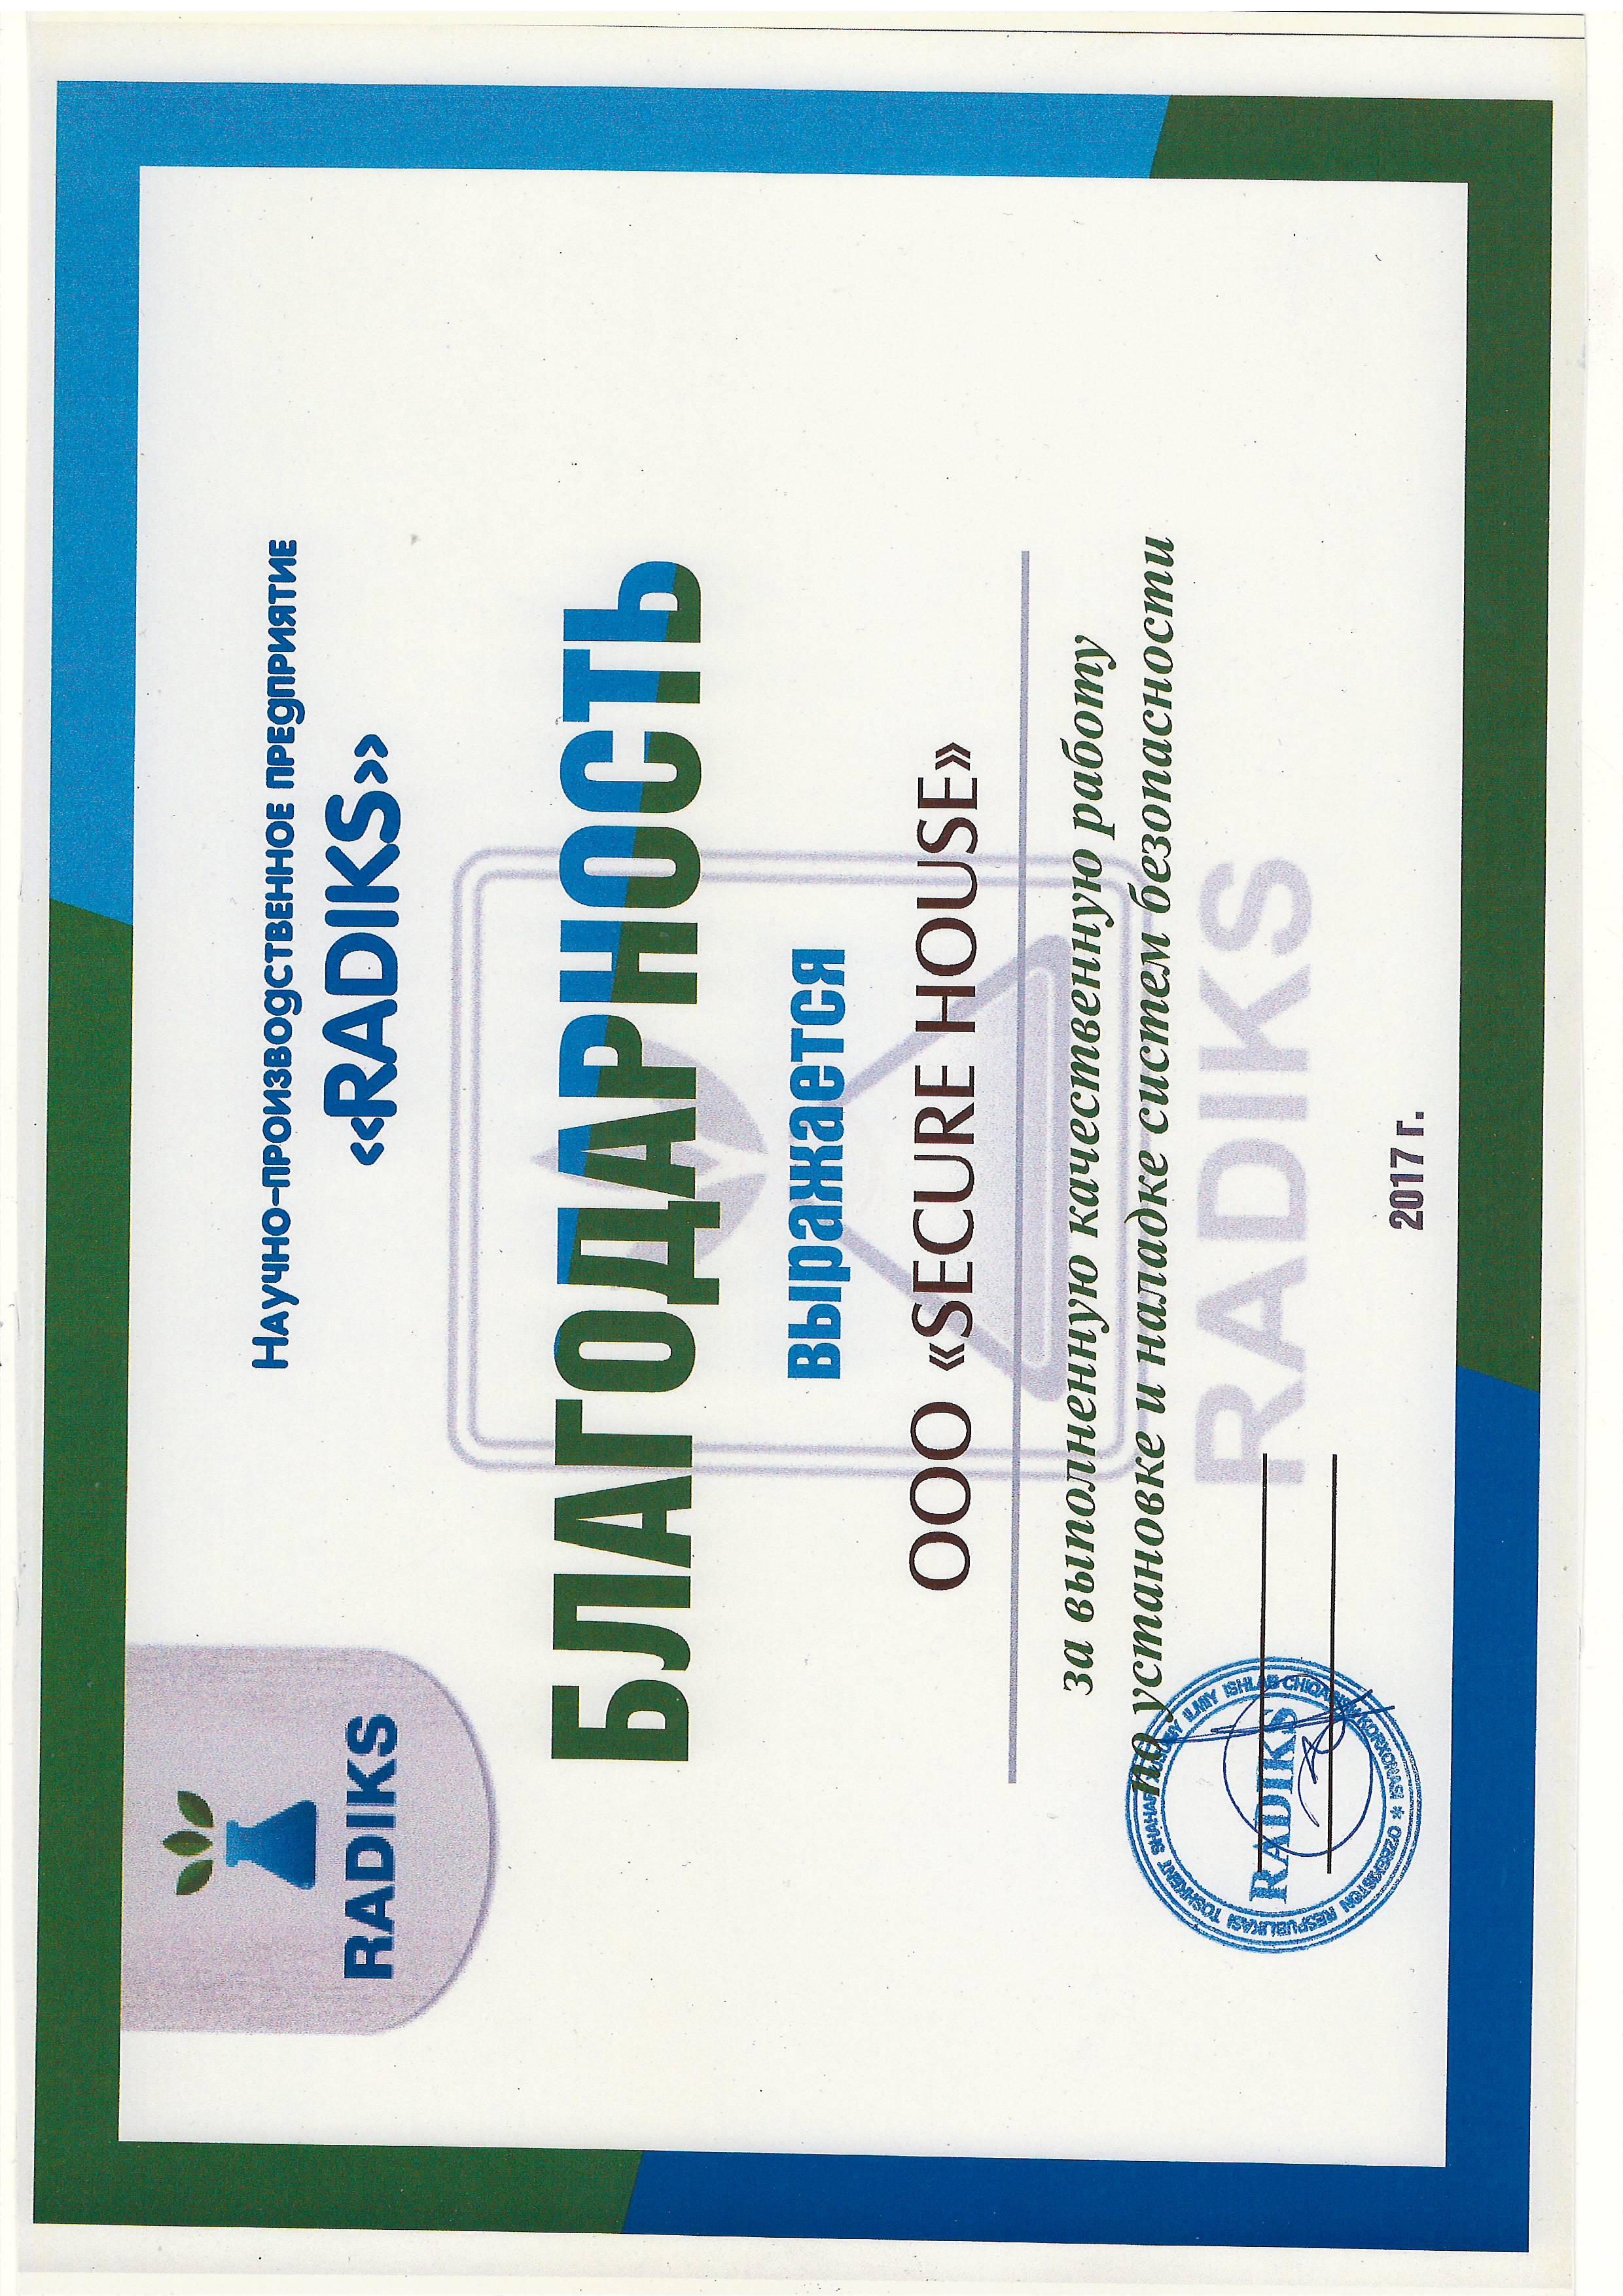 RADIKS
Научно-производственное предприятие
«RADIKS»
БЛАГОДАРНОСТЬ
выражается
ООО «SECURE HOUSE»
за выполненную качественную работу
по установке и наладке систем безопасности
RADIKS
RADIKS
O'ZBEKISTON RESPUBLIKASI TOSHKENT SHAHAR ILMIY ISHLAB CHIQARISH KORXONASI *
2017 г.